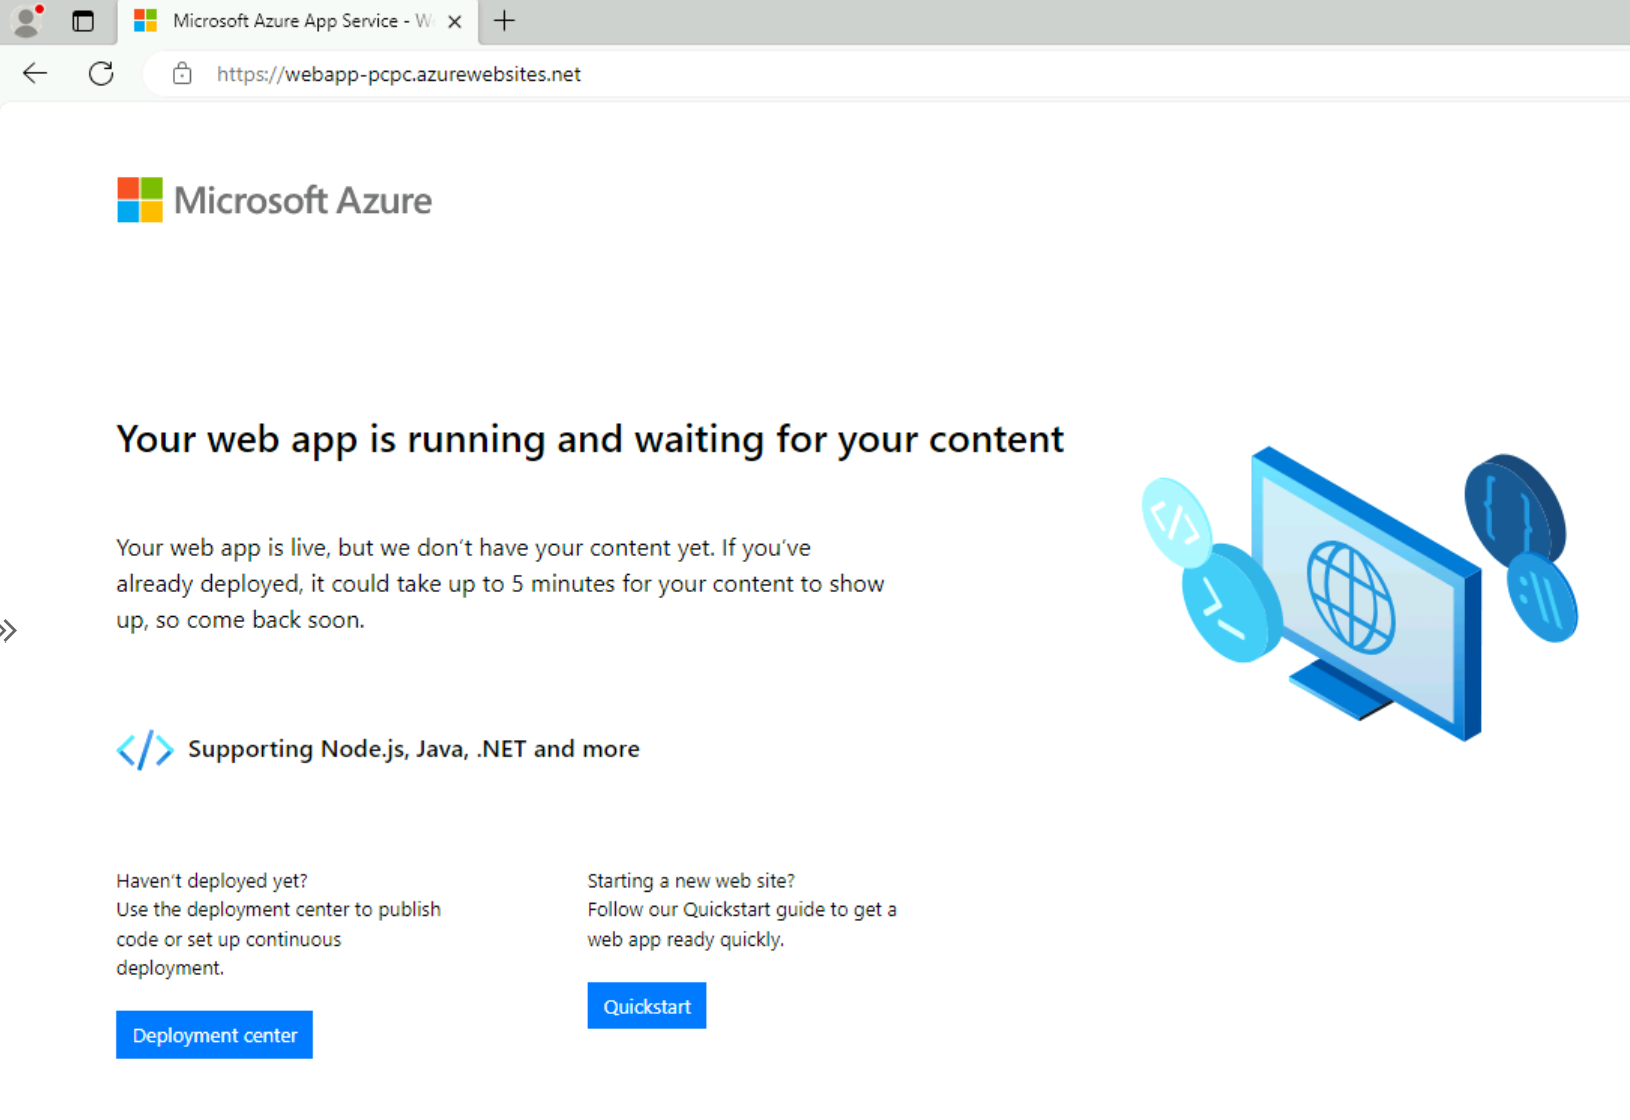 Microsoft Azure App Service - W
https://webapp-pcpc.azurewebsites.net
Microsoft Azure
Your web app is running and waiting for your content
Your web app is live, but we don't have your content yet. If you've
already deployed, it could take up to 5 minutes for your content to show
up, so come back soon.
Supporting Node.js, Java, .NET and more
Haven't deployed yet?
Use the deployment center to publish
code or set up continuous
deployment.
Deployment center
Starting a new web site?
Follow our Quickstart guide to get a
web app ready quickly.
Quickstart